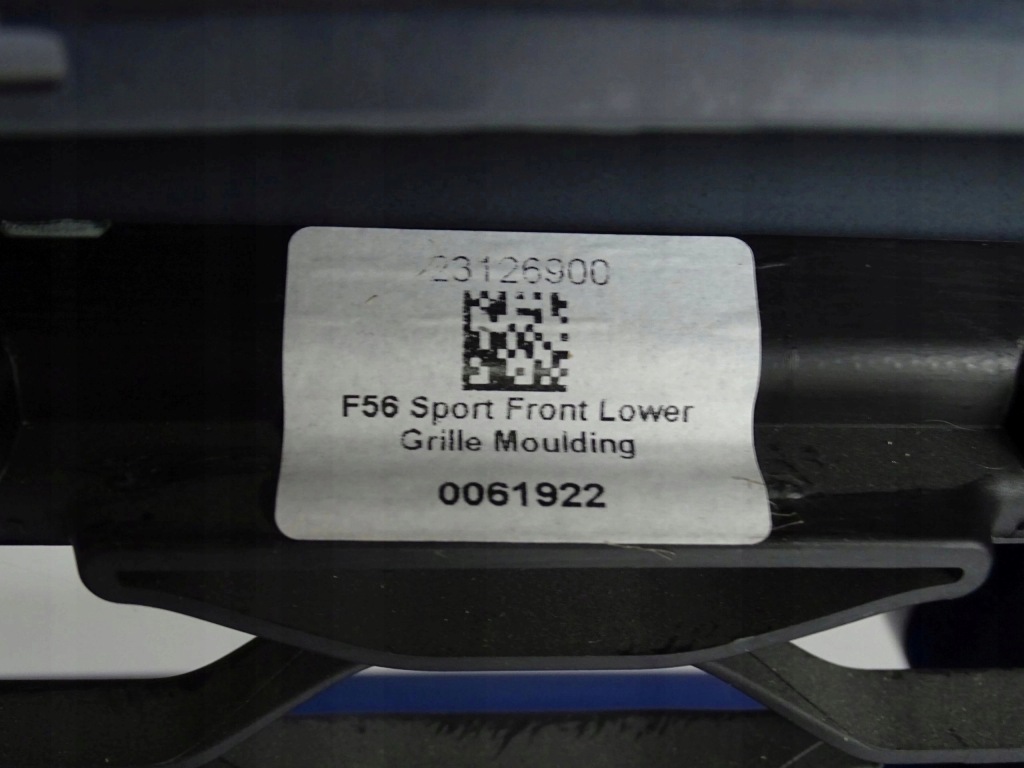 23126900
F56 Sport Front Lower
Grille Moulding
0061922